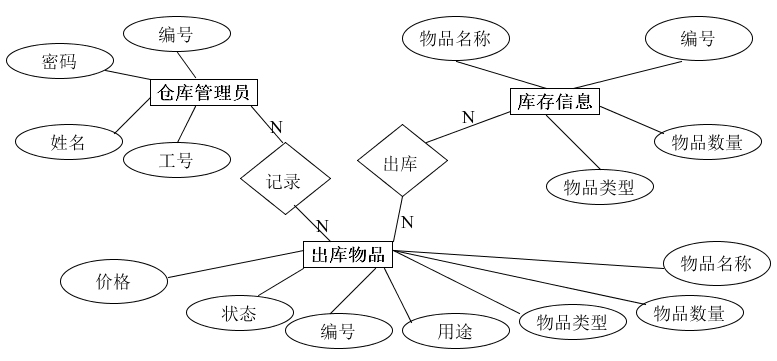 编号
物品名称
编号
密码
仓库管理员
库存信息
N
N
姓名
工号
物品数量
出库
记录
物品类型
N
N
出库物品
物品名称
价格
状态
编号
用途
物品类型
物品数量